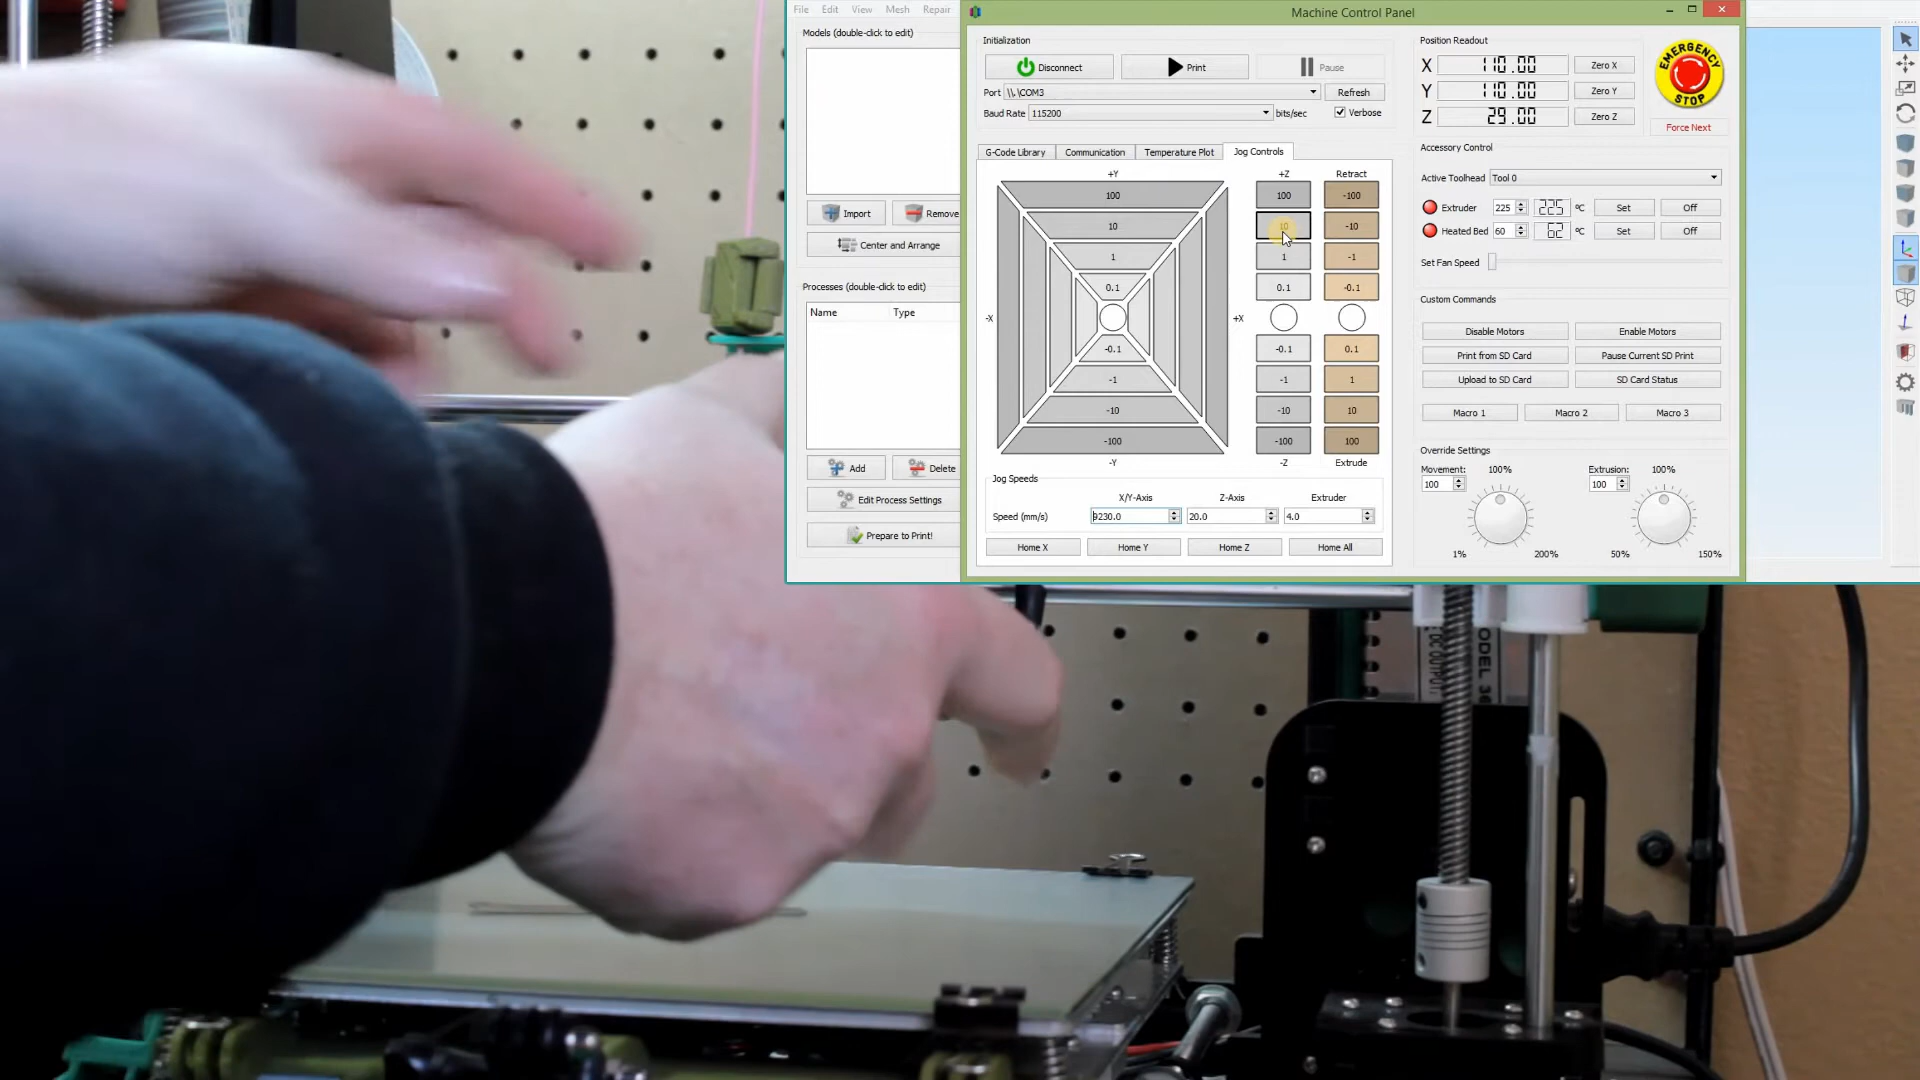 File Edit View Mesh Repair
Models (double-click to edit)
Import
Remove
Center and Arrange
Processes (double-click to edit)
Name Type
Add
Delete
Edit Process Settings
Prepare to Print!
Machine Control Panel
Initialization
Disconnect
Print
Pause
Port \\.\COM3
Refresh
Baud Rate 115200
bits/sec
Verbose
G-Code Library
Communication
Temperature Plot
Jog Controls
+Y
100
10
1
0.1
-X
+X
-0.1
-1
-10
-100
-Y
+Z
100
10
1
0.1
-0.1
-1
-10
-100
-Z
Retract
-100
-10
-1
-0.1
0.1
1
10
100
Extrude
Jog Speeds
X/Y-Axis Z-Axis Extruder
Speed (mm/s) 9230.0 20.0 4.0
Home X
Home Y
Home Z
Home All
Position Readout
X 110.00 Zero X
Y 110.00 Zero Y
Z 29.00 Zero Z
EMERGENCY
STOP
Force Next
Accessory Control
Active Toolhead Tool 0
Extruder 225 225 ºC Set Off
Heated Bed 60 62 ºC Set Off
Set Fan Speed
Custom Commands
Disable Motors
Enable Motors
Print from SD Card
Pause Current SD Print
Upload to SD Card
SD Card Status
Macro 1
Macro 2
Macro 3
Override Settings
Movement: 100%
100
1% 200%
Extrusion: 100%
100
50% 150%
DC OUTPUT: